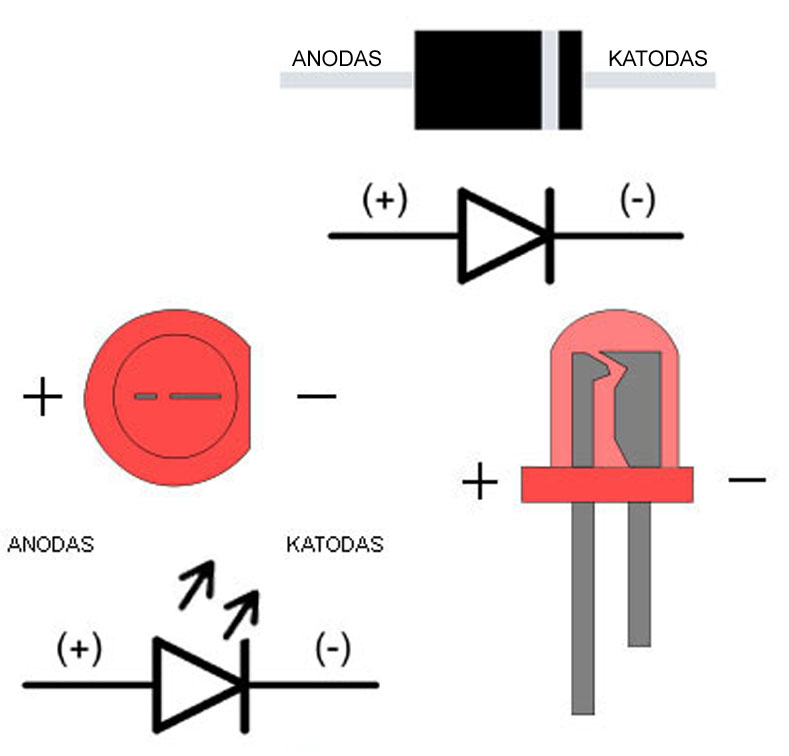 ANODAS KATODAS
(+) (-)
+ −
+ −
ANODAS KATODAS
(+) (-)